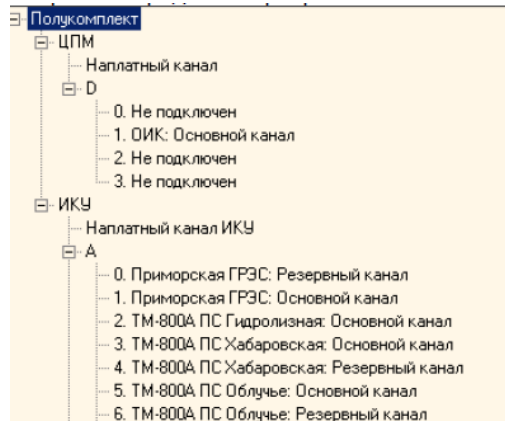 Полукомплект
ЦПМ
Наплатный канал
D
0. Не подключен
1. ОИК: Основной канал
2. Не подключен
3. Не подключен
ИКУ
Наплатный канал ИКУ
A
0. Приморская ГРЭС: Резервный канал
1. Приморская ГРЭС: Основной канал
2. ТМ-800А ПС Гидролизная: Основной канал
3. ТМ-800А ПС Хабаровская: Основной канал
4. ТМ-800А ПС Хабаровская: Резервный канал
5. ТМ-800А ПС Облучье: Основной канал
6. ТМ-800А ПС Облучье: Резервный канал